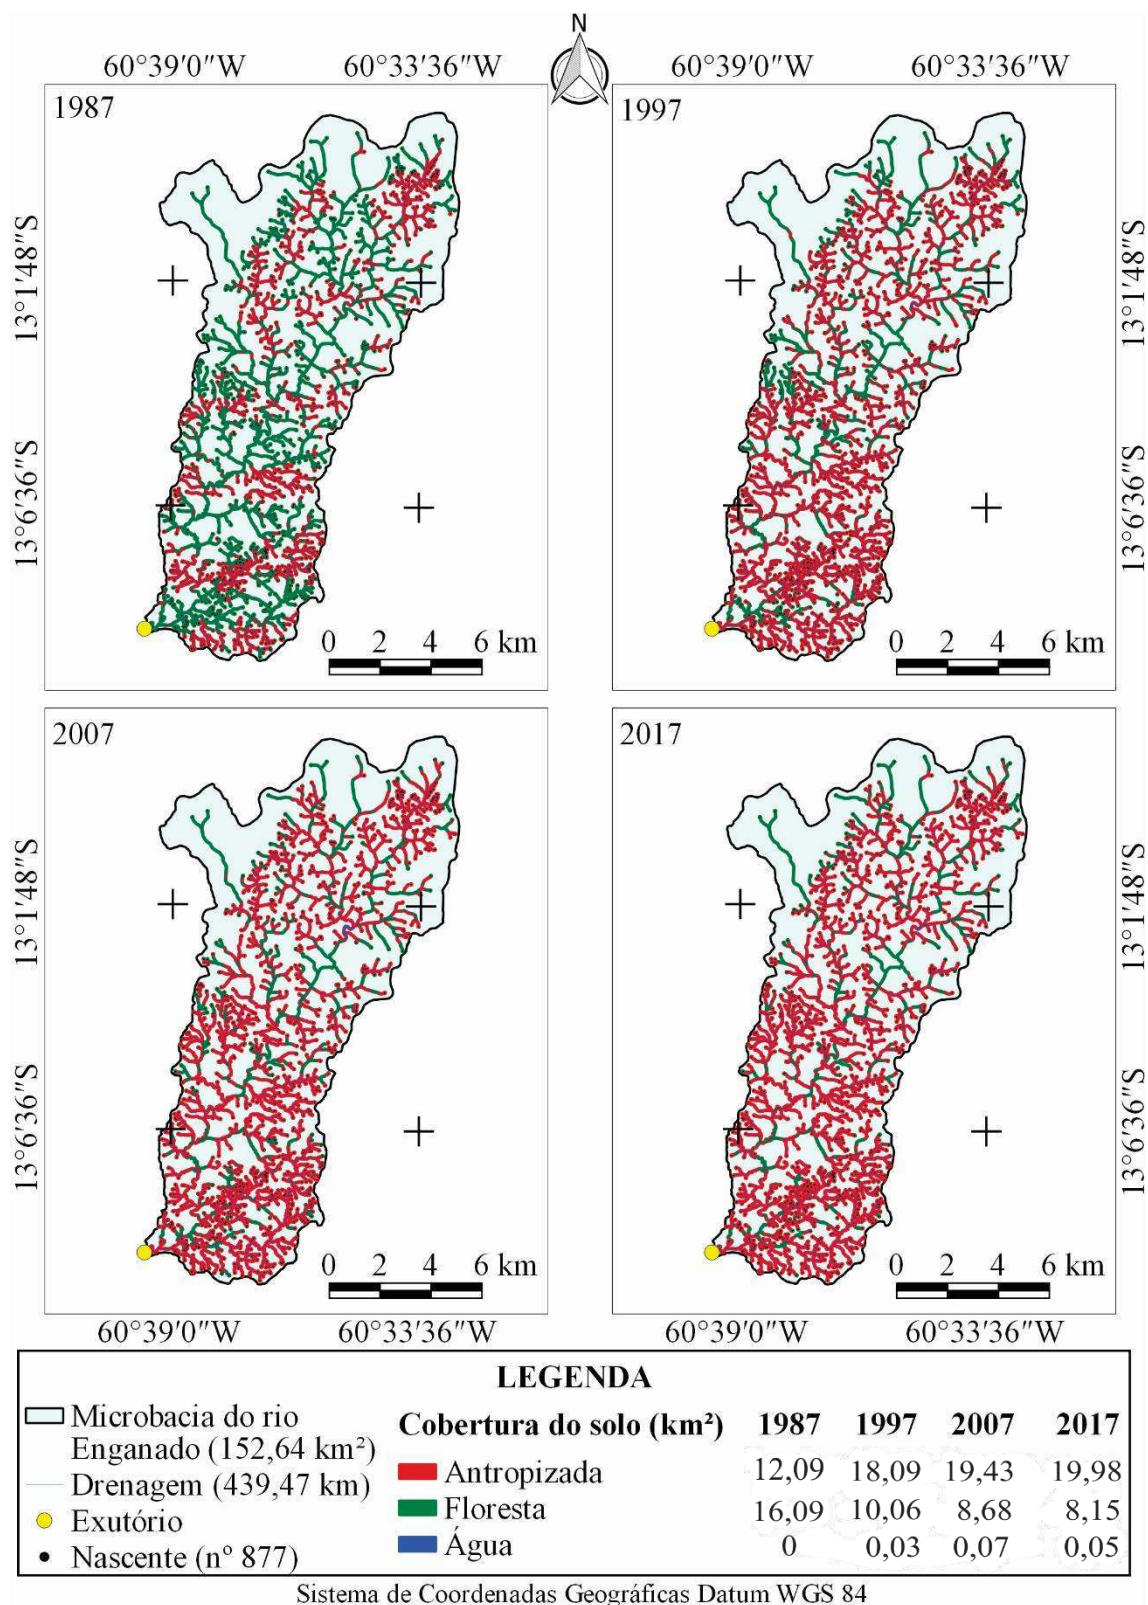 N
60°39'0"W 60°33'36"W 60°39'0"W 60°33'36"W
1987
1997
13°1'48"S
13°1'48"S
13°6'36"S
13°6'36"S
0 2 4 6 km
0 2 4 6 km
2007
2017
13°1'48"S
13°1'48"S
13°6'36"S
13°6'36"S
0 2 4 6 km
0 2 4 6 km
60°39'0"W 60°33'36"W 60°39'0"W 60°33'36"W
LEGENDA
Microbacia do rio
Enganado (152,64 km²)
Drenagem (439,47 km)
Exutório
Nascente (nº 877)
Cobertura do solo (km²) 1987 1997 2007 2017
Antropizada 12,09 18,09 19,43 19,98
Floresta 16,09 10,06 8,68 8,15
Água 0 0,03 0,07 0,05
Sistema de Coordenadas Geográficas Datum WGS 84